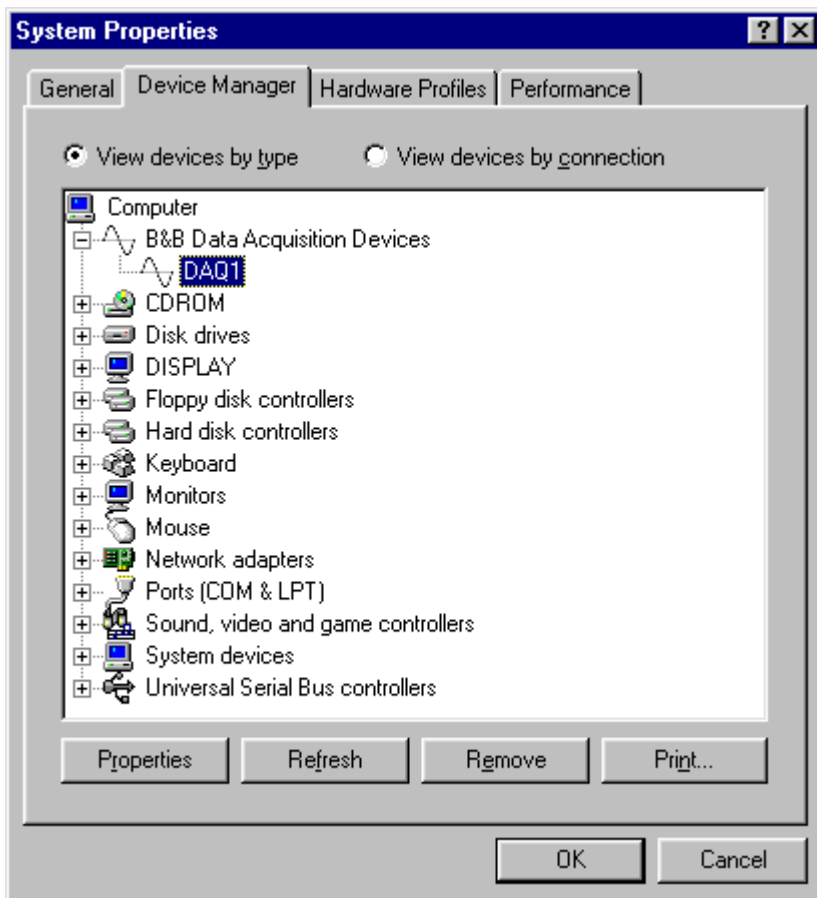 System Properties
General Device Manager Hardware Profiles Performance
View devices by type View devices by connection
Computer
B&B Data Acquisition Devices
DAQ1
CDROM
Disk drives
DISPLAY
Floppy disk controllers
Hard disk controllers
Keyboard
Monitors
Mouse
Network adapters
Ports (COM & LPT)
Sound, video and game controllers
System devices
Universal Serial Bus controllers
Properties Refresh Remove Print...
OK Cancel